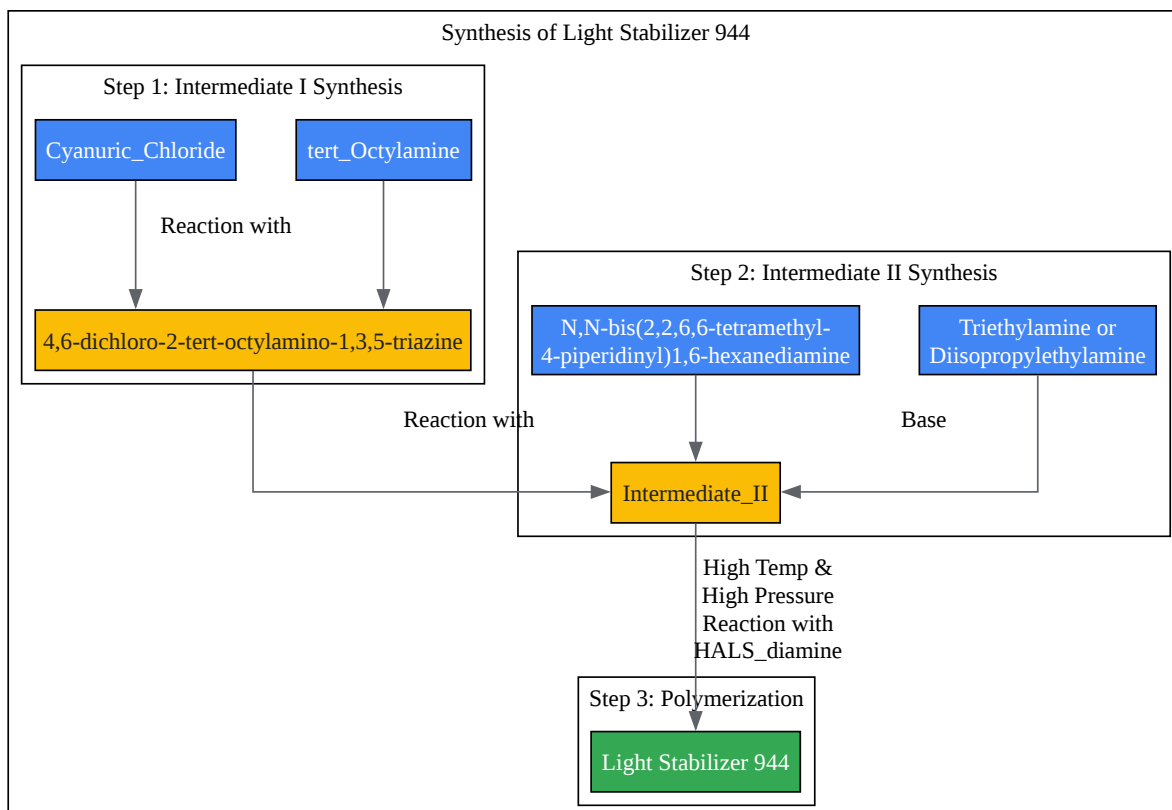 Synthesis of Light Stabilizer 944
Step 1: Intermediate I Synthesis
Cyanuric_Chloride
tert_Octylamine
Reaction with
4,6-dichloro-2-tert-octylamino-1,3,5-triazine
Step 2: Intermediate II Synthesis
N,N-bis(2,2,6,6-tetramethyl-
4-piperidinyl)1,6-hexanediamine
Triethylamine or
Diisopropylethylamine
Reaction with
Base
Intermediate_II
High Temp &
High Pressure
Reaction with
HALS_diamine
Step 3: Polymerization
Light Stabilizer 944